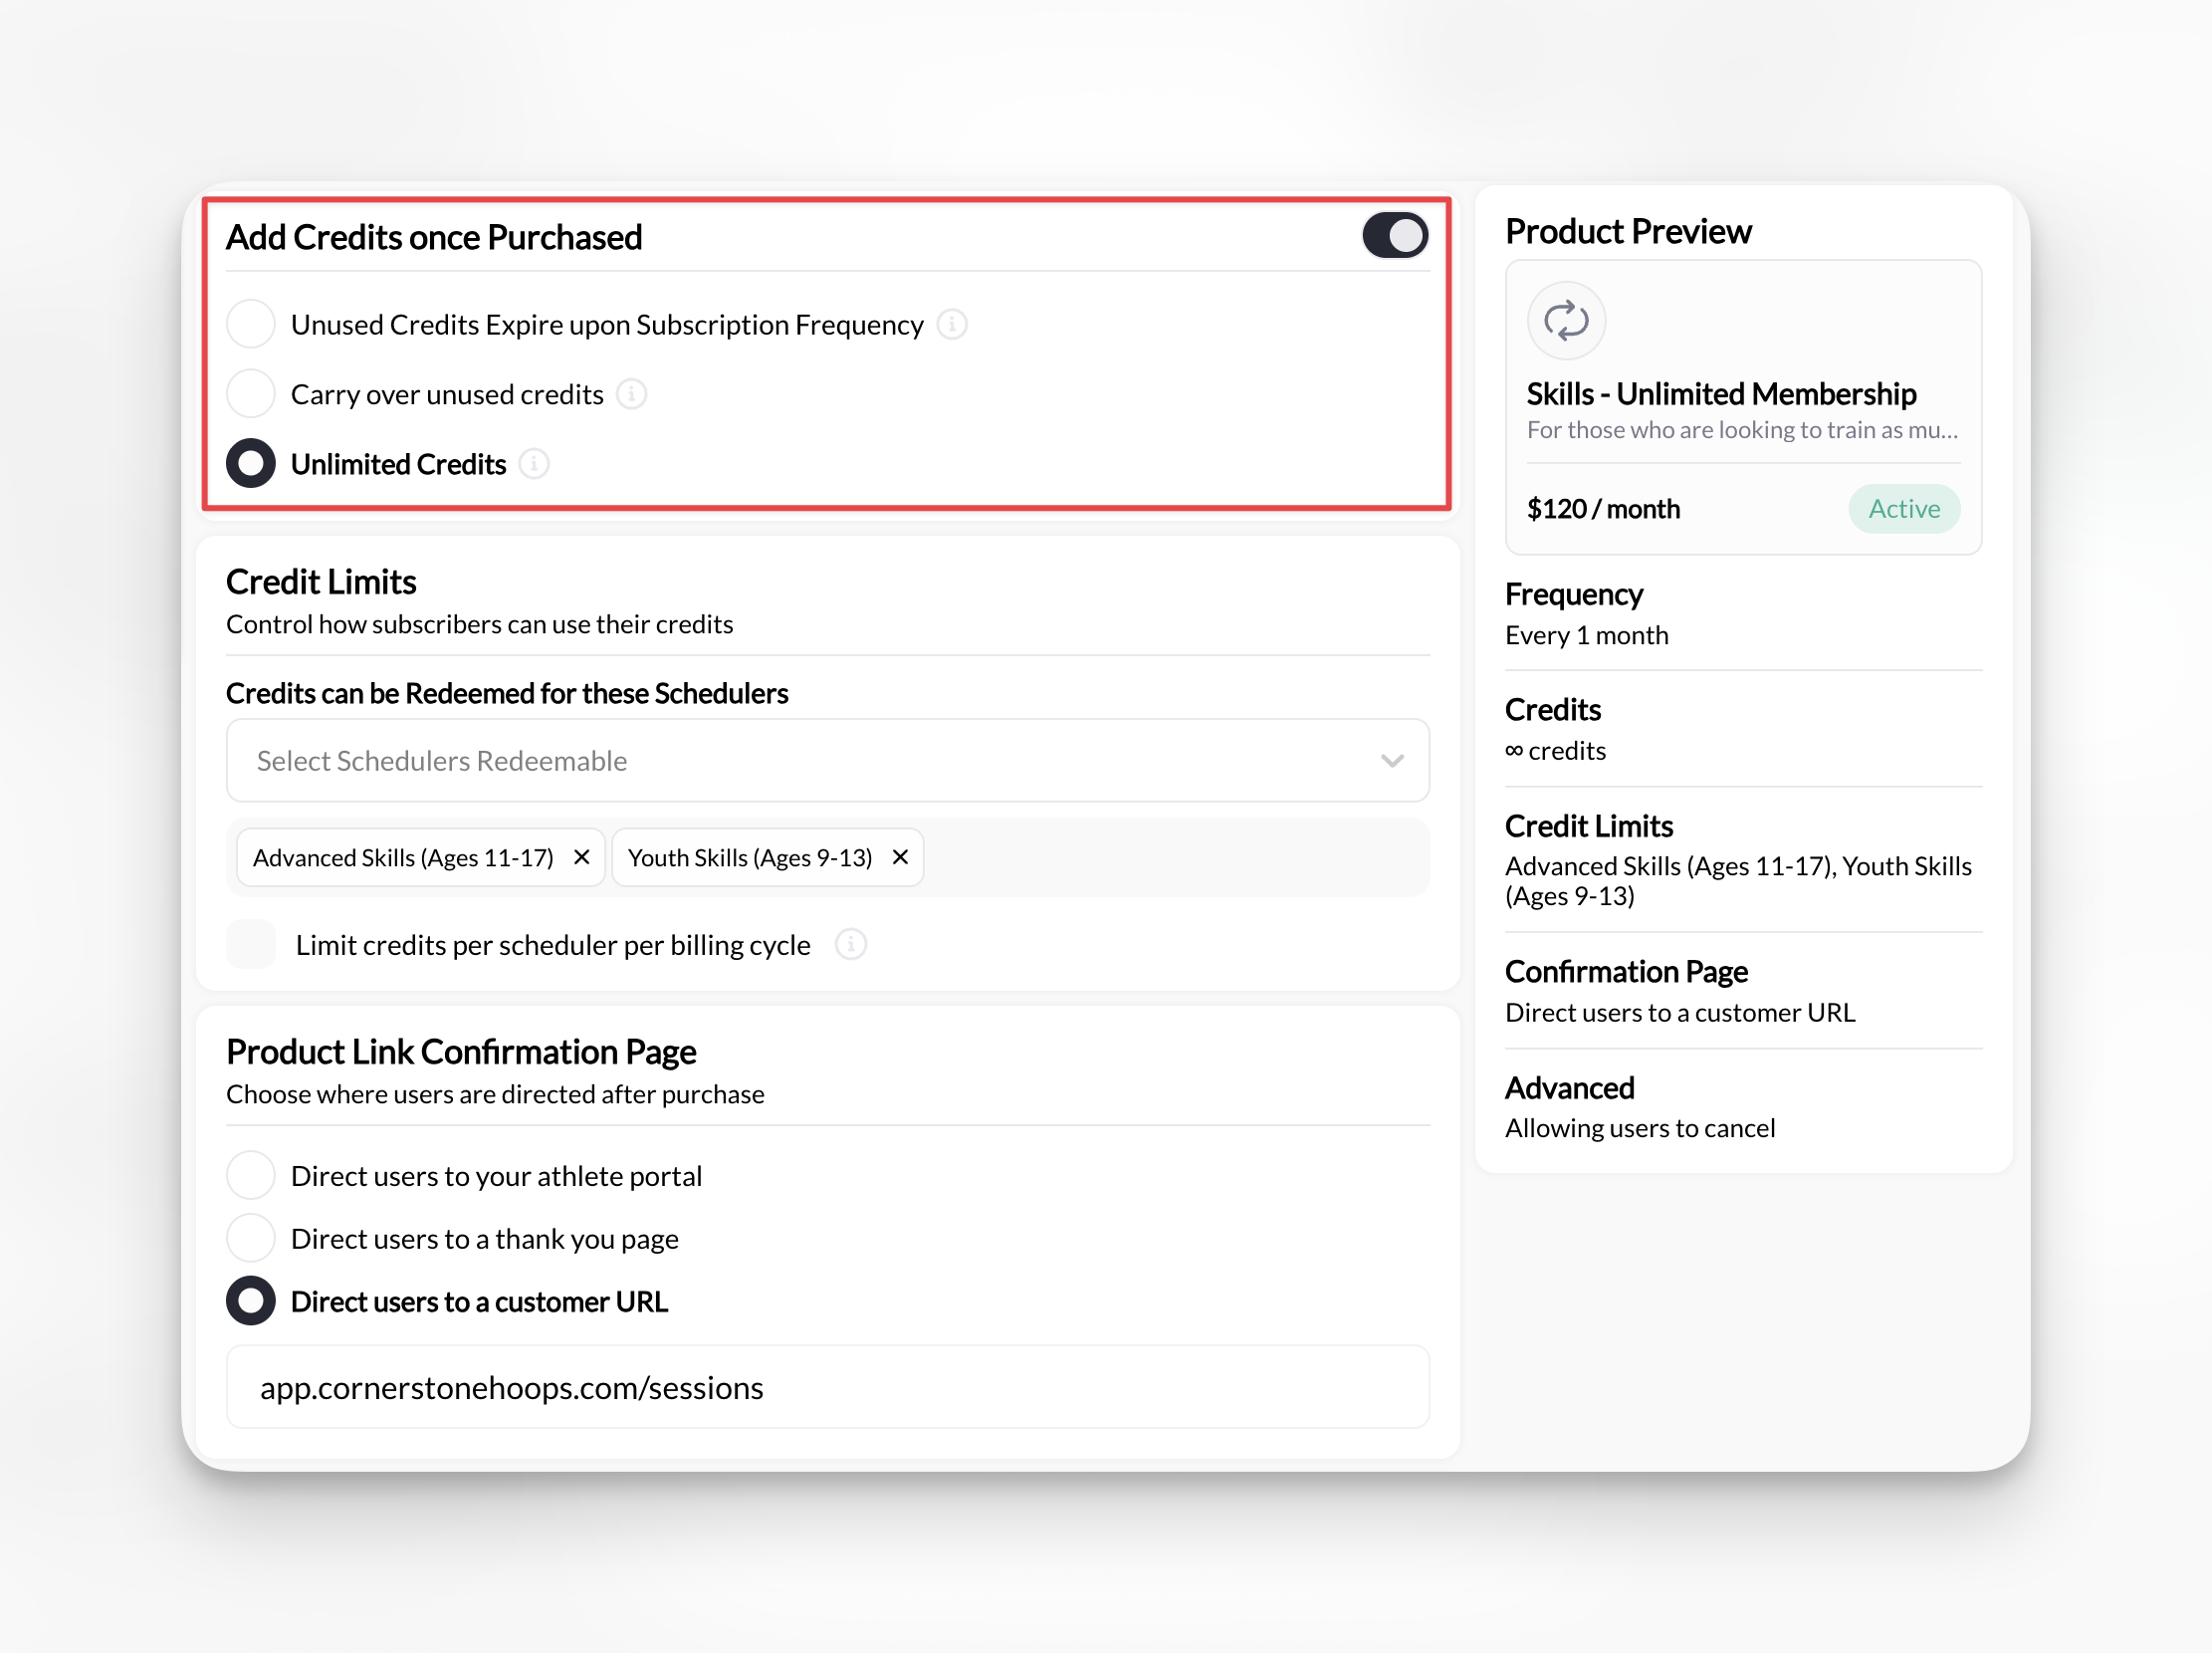 Add Credits once Purchased
Unused Credits Expire upon Subscription Frequency
Carry over unused credits
Unlimited Credits
Credit Limits
Control how subscribers can use their credits
Credits can be Redeemed for these Schedulers
Select Schedulers Redeemable
Advanced Skills (Ages 11-17) ✕ Youth Skills (Ages 9-13) ✕
Limit credits per scheduler per billing cycle
Product Link Confirmation Page
Choose where users are directed after purchase
Direct users to your athlete portal
Direct users to a thank you page
Direct users to a customer URL
app.cornerstonehoops.com/sessions
Product Preview
Skills - Unlimited Membership
For those who are looking to train as mu...
$120 / month Active
Frequency
Every 1 month
Credits
∞ credits
Credit Limits
Advanced Skills (Ages 11-17), Youth Skills
(Ages 9-13)
Confirmation Page
Direct users to a customer URL
Advanced
Allowing users to cancel